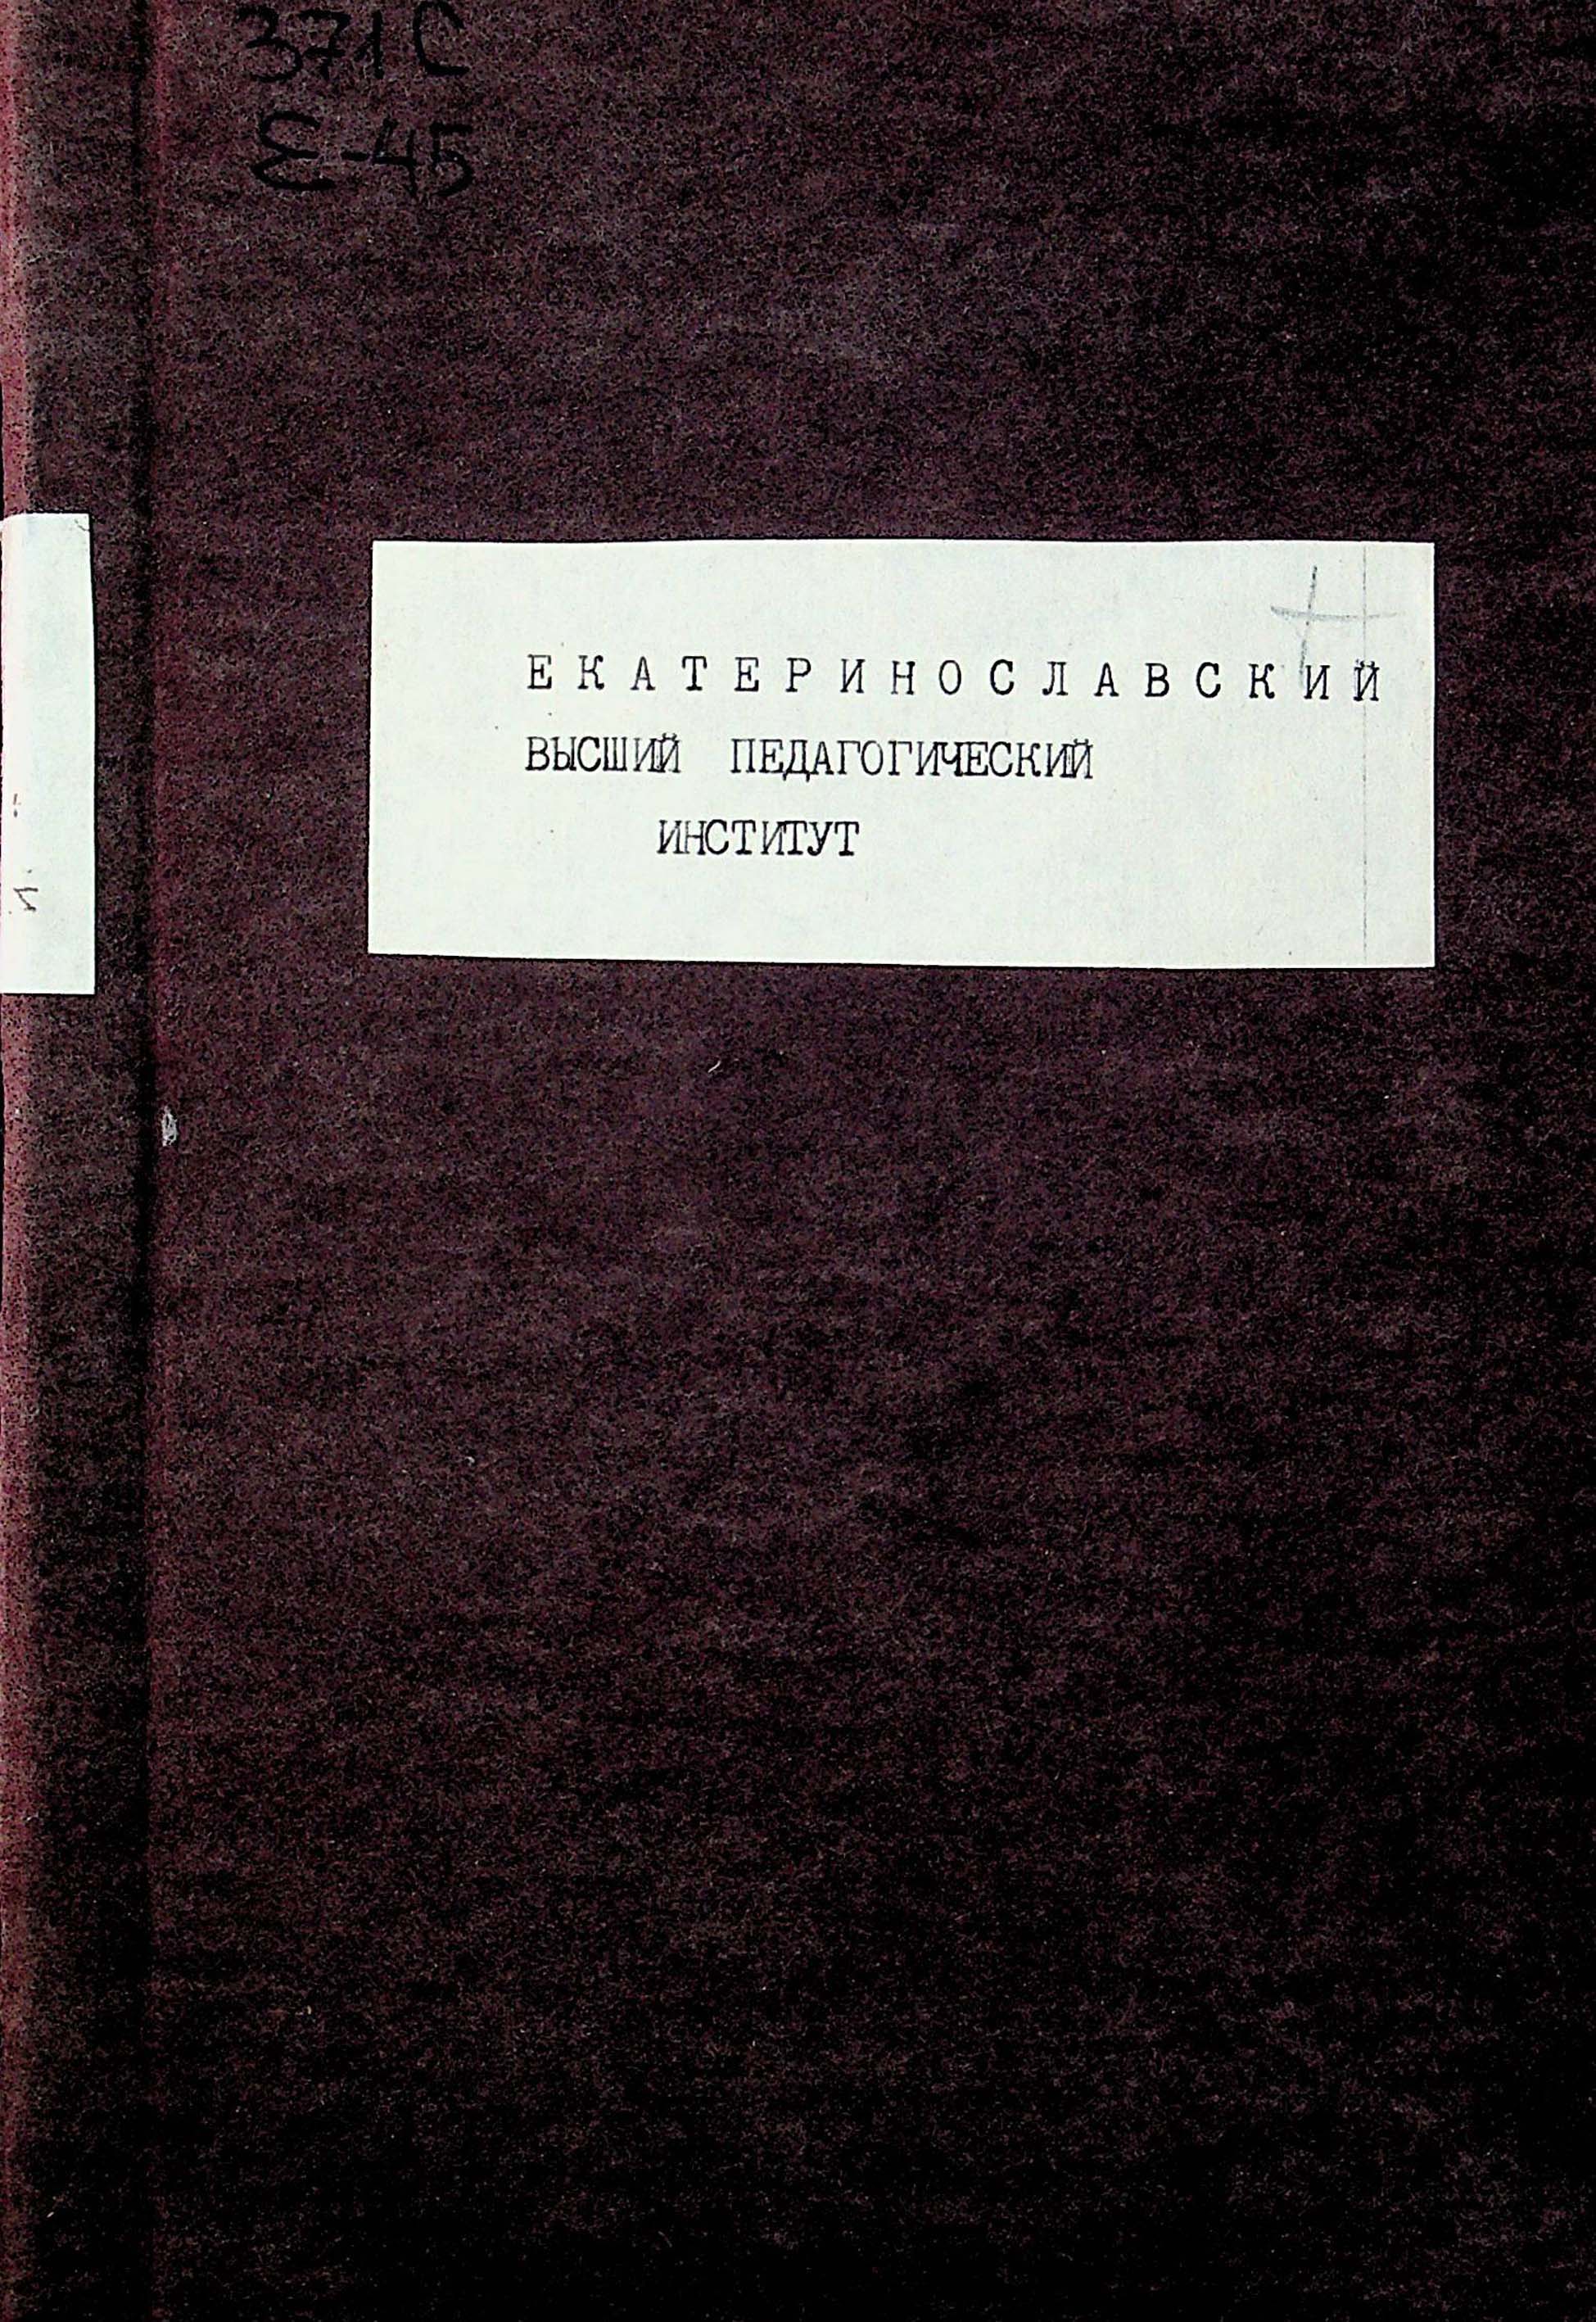 371С
Е-45
ЕКАТЕРИНОСЛАВСКИЙ
ВЫСШИЙ ПЕДАГОГИЧЕСКИЙ
ИНСТИТУТ